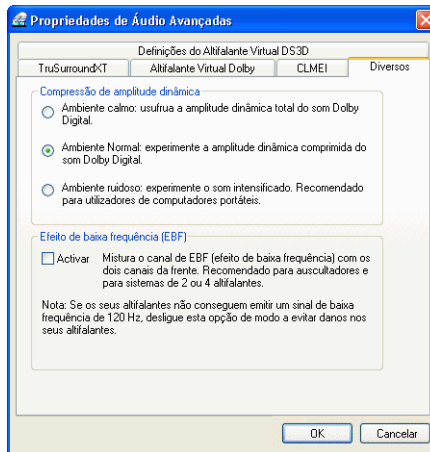 Propriedades de Áudio Avançadas
Definições do Altifalante Virtual DS3D
TruSurroundXT
Altifalante Virtual Dolby
CLMEI
Diversos
Compressão de amplitude dinâmica
Ambiente calmo: usufrua a amplitude dinâmica total do som Dolby
Digital.
Ambiente Normal: experimente a amplitude dinâmica comprimida do
som Dolby Digital.
Ambiente ruidoso: experimente o som intensificado. Recomendado
para utilizadores de computadores portáteis.
Efeito de baixa frequência (EBF)
Activar
Mistura o canal de EBF (efeito de baixa frequência) com os
dois canais da frente. Recomendado para auscultadores e
para sistemas de 2 ou 4 altifalantes.
Nota: Se os seus altifalantes não conseguem emitir um sinal de baixa
frequência de 120 Hz, desligue esta opção de modo a evitar danos nos
seus altifalantes.
OK
Cancelar